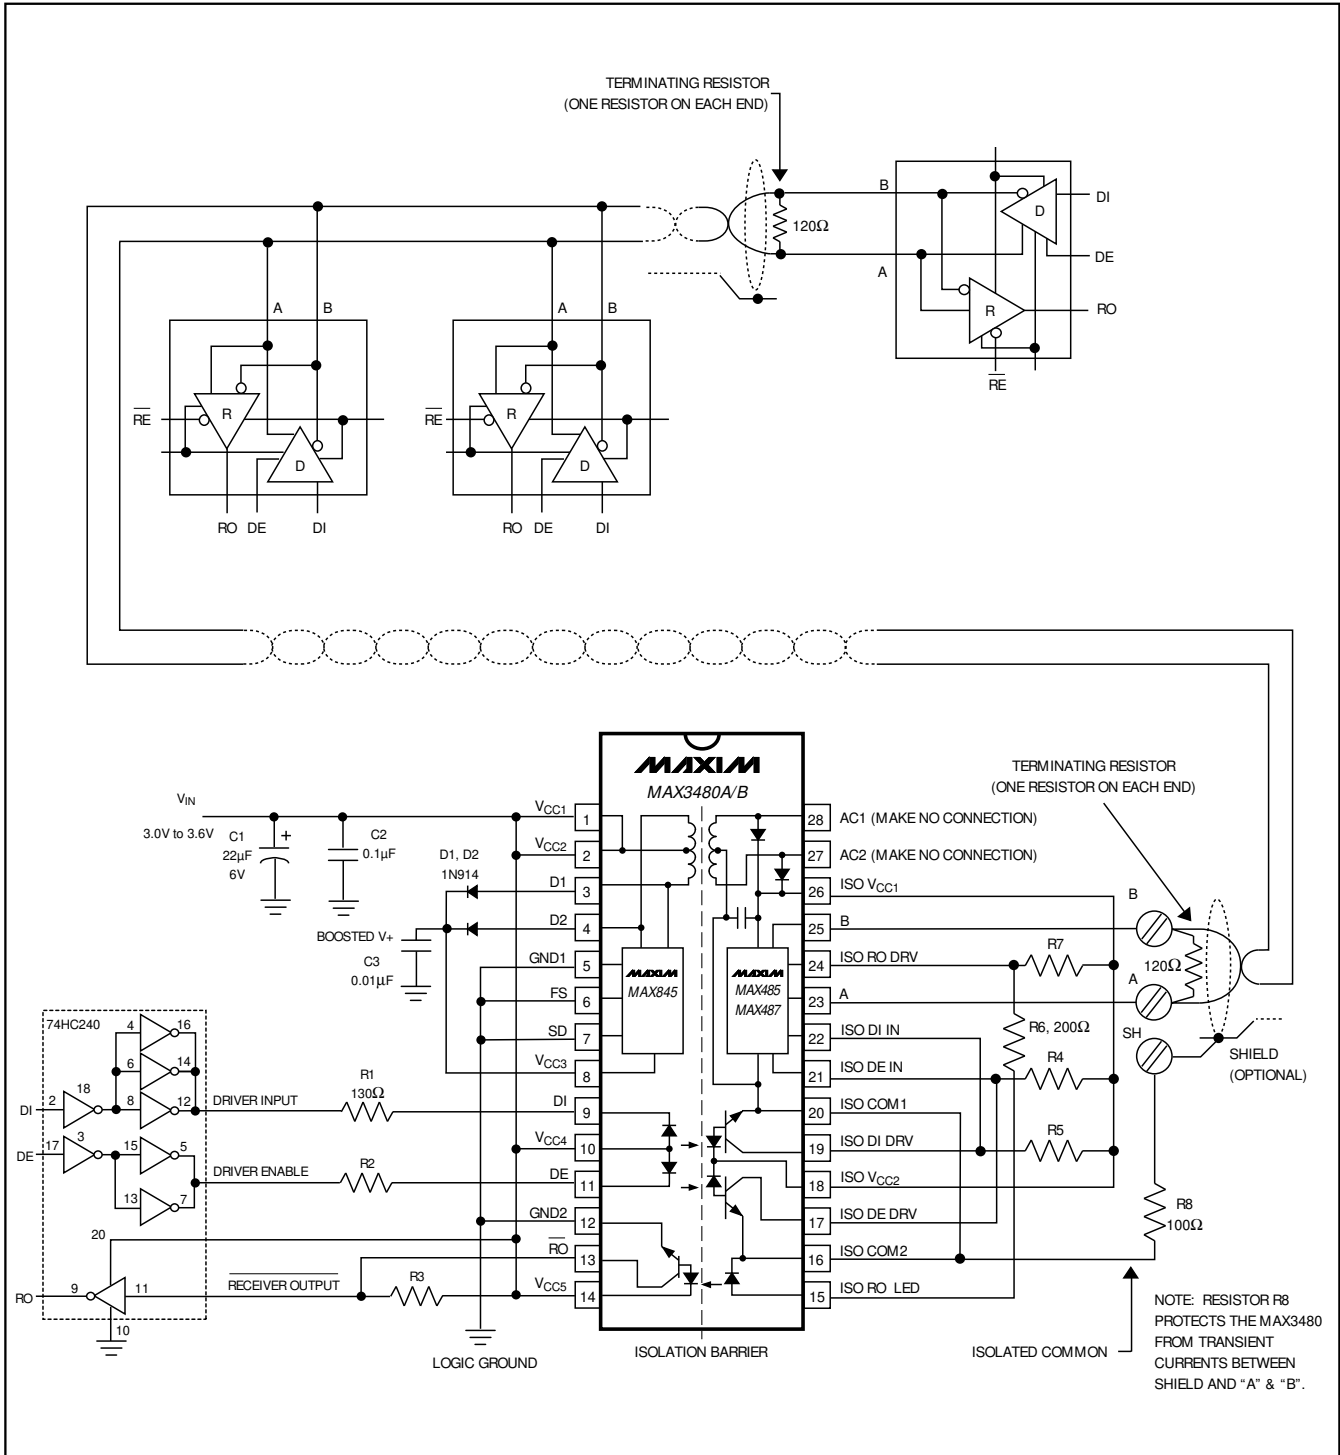 TERMINATING RESISTOR
(ONE RESISTOR ON EACH END)
B
DI
D
120Ω
DE
A
R
RO
RE
A B
A B
RE
R
D
RE
R
D
RO DE DI
RO DE DI
MAXIM
MAX3480A/B
TERMINATING RESISTOR
(ONE RESISTOR ON EACH END)
VIN
3.0V to 3.6V
C1
22µF
6V
+
C2
0.1µF
D1, D2
1N914
BOOSTED V+
C3
0.01µF
VCC1
1
VCC2
2
D1
3
D2
4
GND1
5
FS
6
SD
7
VCC3
8
DI
9
VCC4
10
DE
11
GND2
12
RO
13
VCC5
14
MAXIM
MAX845
MAXIM
MAX485
MAX487
28
AC1 (MAKE NO CONNECTION)
27
AC2 (MAKE NO CONNECTION)
26
ISO VCC1
25
B
24
ISO RO DRV
23
A
22
ISO DI IN
21
ISO DE IN
20
ISO COM1
19
ISO DI DRV
18
ISO VCC2
17
ISO DE DRV
16
ISO COM2
15
ISO RO LED
R7
R6, 200Ω
R4
R5
B
120Ω
A
SH
SHIELD
(OPTIONAL)
R8
100Ω
74HC240
4
16
6
14
18
8
12
DI
2
DRIVER INPUT
R1
130Ω
DE
17
3
15
5
DRIVER ENABLE
R2
13
7
20
RO
9
11
10
RECEIVER OUTPUT
R3
LOGIC GROUND
ISOLATION BARRIER
ISOLATED COMMON
NOTE: RESISTOR R8
PROTECTS THE MAX3480
FROM TRANSIENT
CURRENTS BETWEEN
SHIELD AND “A” & “B”.